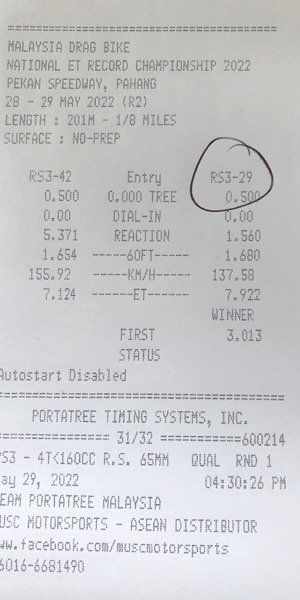 ================================
MALAYSIA DRAG BIKE
NATIONAL ET RECORD CHAMPIONSHIP 2022
PEKAN SPEEDWAY, PAHANG
28 - 29 MAY 2022 (R2)
LENGTH : 201M - 1/8 MILES
SURFACE : NO-PREP
RS3-42 Entry RS3-29
0.500 0.000 TREE 0.500
0.00 DIAL-IN 0.00
5.371 REACTION 1.560
1.654 -----60FT----- 1.680
155.92 -----KM/H----- 137.58
7.124 ------ET------ 7.922
WINNER
FIRST 3.013
STATUS
Autostart Disabled
================================
PORTATREE TIMING SYSTEMS, INC.
============= 31/32 ===========600214
RS3 - 4T<160CC R.S. 65MM QUAL RND 1
ay 29, 2022 04:30:26 PM
EAM PORTATREE MALAYSIA
USC MOTORSPORTS - ASEAN DISTRIBUTOR
ww.facebook.com/muscmotorsports
6016-6681490